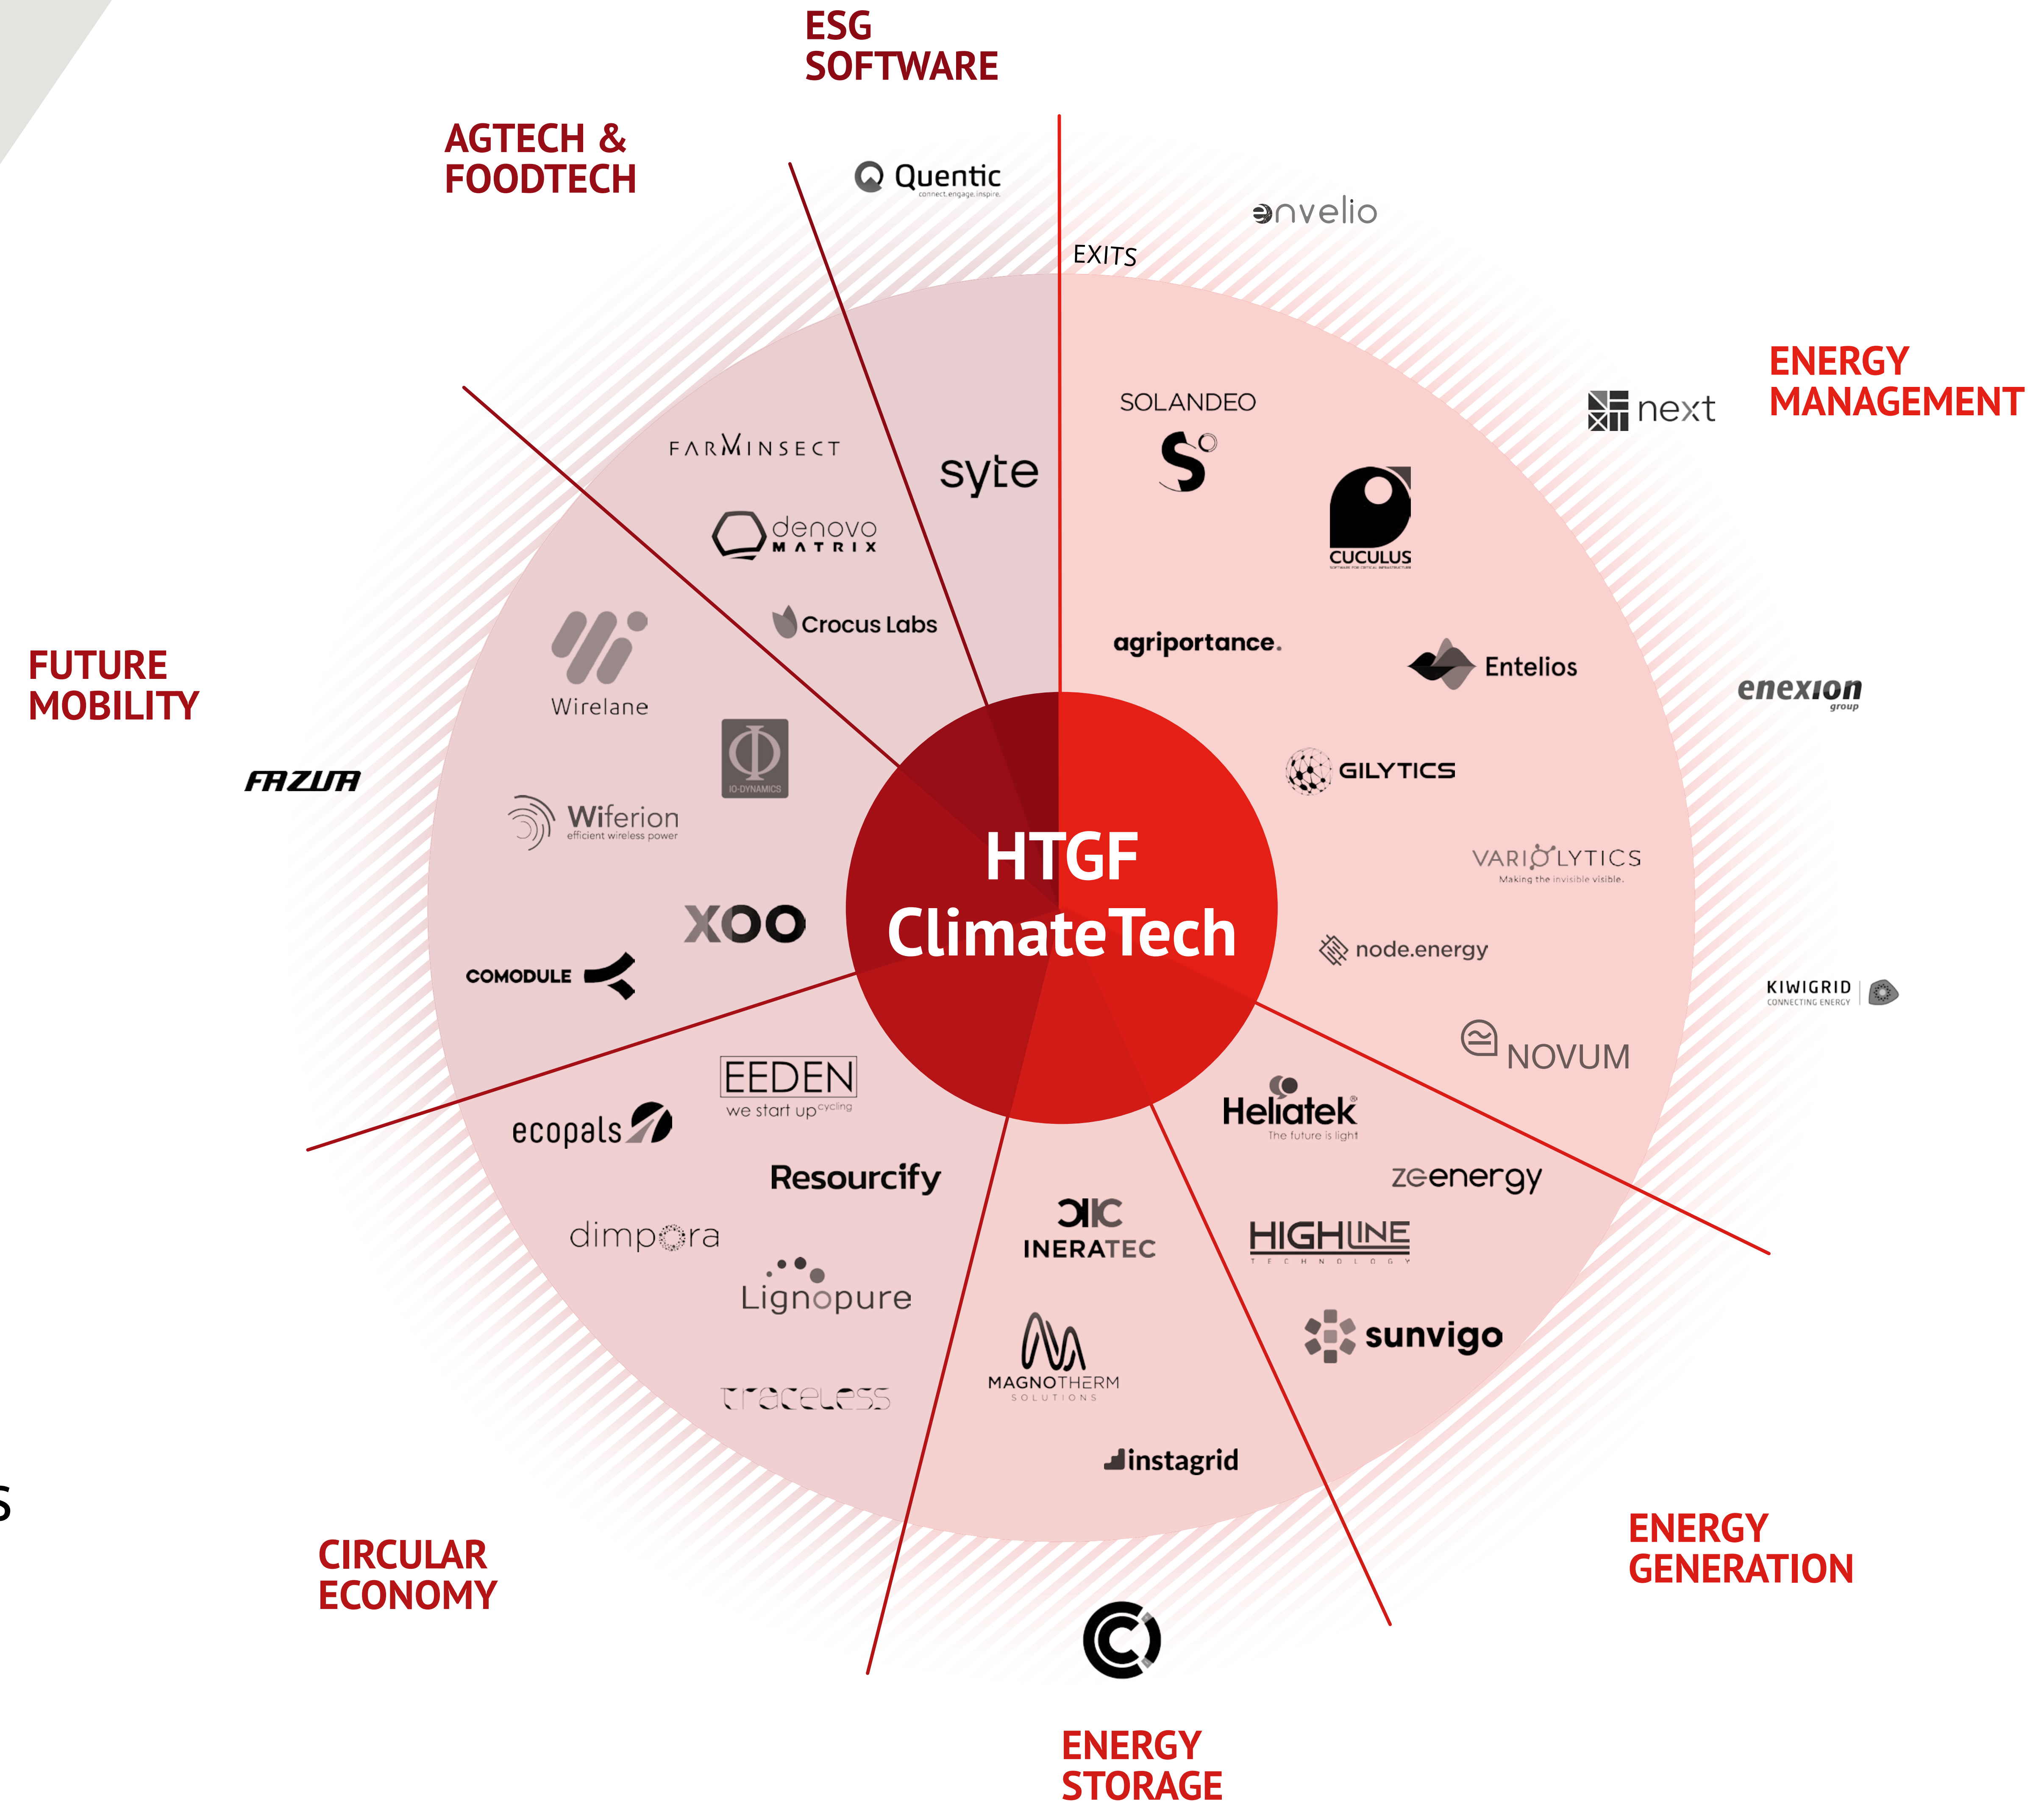 ESG
SOFTWARE
AGTECH &
FOODTECH
Quentic
connect.engage.inspire.
envelio
EXITS
ENERGY
MANAGEMENT
next
SOLANDEO
FARMINSECT
syte
CUCULUS
SOFTWARE FOR CRITICAL INFRASTRUCTURE
denovo
MATRIX
Crocus Labs
agriportance.
Entelios
FUTURE
MOBILITY
Wirelane
enexion
group
IO-DYNAMICS
GILYTICS
FAZUA
Wiferion
efficient wireless power
HTGF
ClimateTech
VARIOLYTICS
Making the invisible visible.
XOO
node.energy
COMODULE
KIWIGRID
CONNECTING ENERGY
NOVUM
EEDEN
we start upcycling
ecopals
Heliatek®
The future is light
Resourcify
zeenergy
INERATEC
HIGHLINE
TECHNOLOGY
dimpora
Lignopure
sunvigo
MAGNOTHERM
SOLUTIONS
traceless
instagrid
S
CIRCULAR
ECONOMY
ENERGY
GENERATION
ENERGY
STORAGE